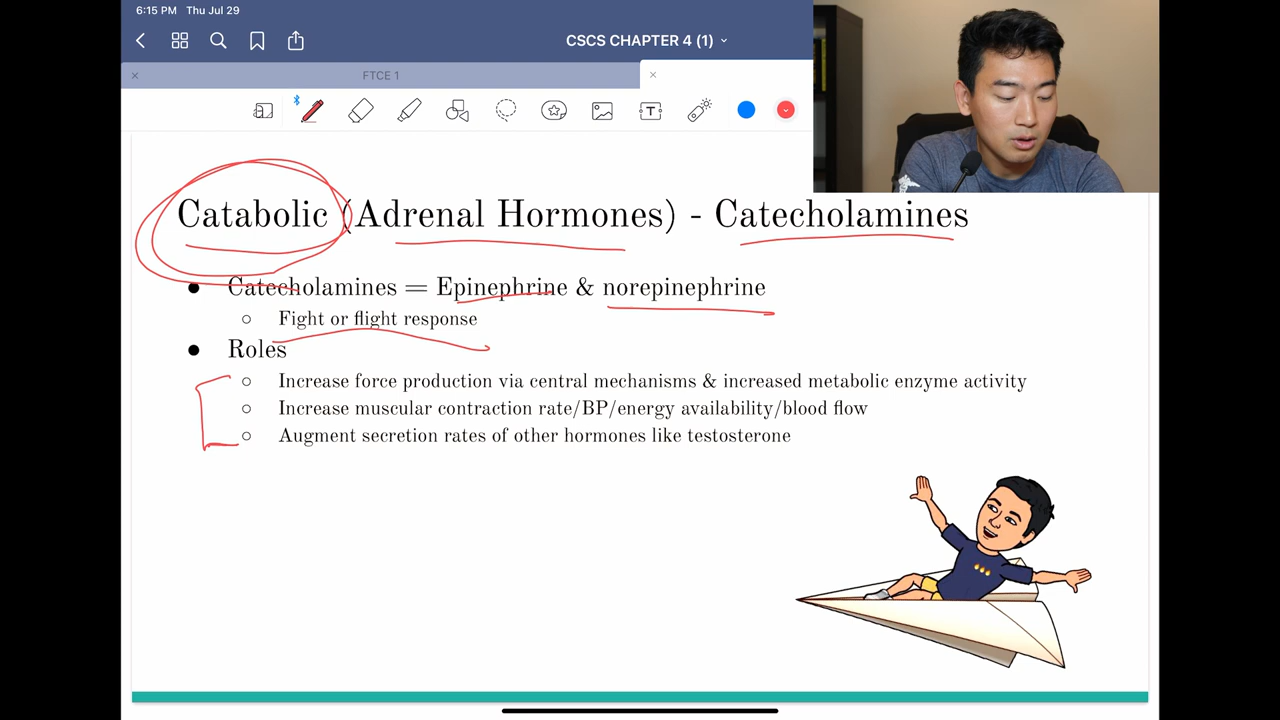 6:15 PM Thu Jul 29
CSCS CHAPTER 4 (1)
FTCE 1
T
Catabolic (Adrenal Hormones) - Catecholamines
● Catecholamines = Epinephrine & norepinephrine
○ Fight or flight response
● Roles
○ Increase force production via central mechanisms & increased metabolic enzyme activity
○ Increase muscular contraction rate/BP/energy availability/blood flow
○ Augment secretion rates of other hormones like testosterone